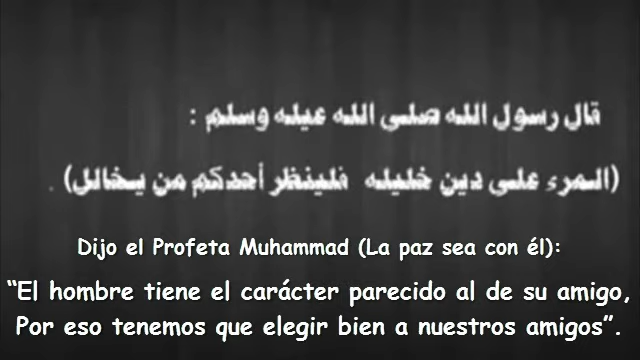 قال رسول الله صلى الله عيله وسلم :
(المرء على دين خليله فلينظر أحدكم من يخالل) .
Dijo el Profeta Muhammad (La paz sea con él):
“El hombre tiene el carácter parecido al de su amigo,
Por eso tenemos que elegir bien a nuestros amigos”.